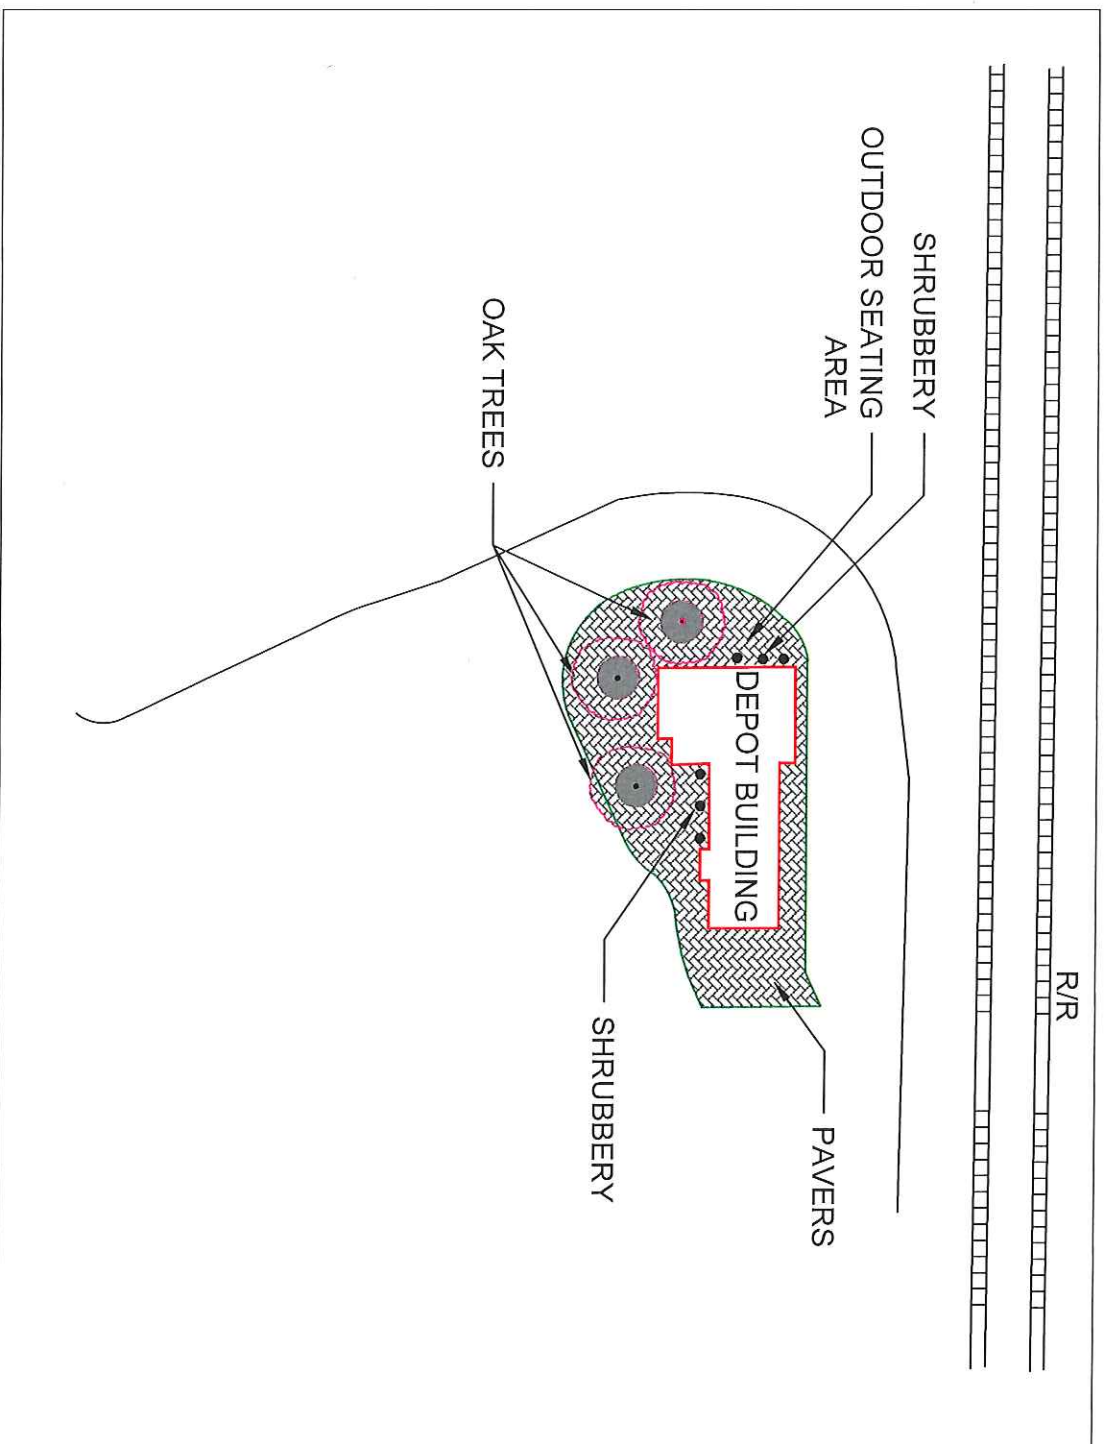 R/R
SHRUBBERY
OUTDOOR SEATING
AREA
OAK TREES
DEPOT BUILDING
PAVERS
SHRUBBERY